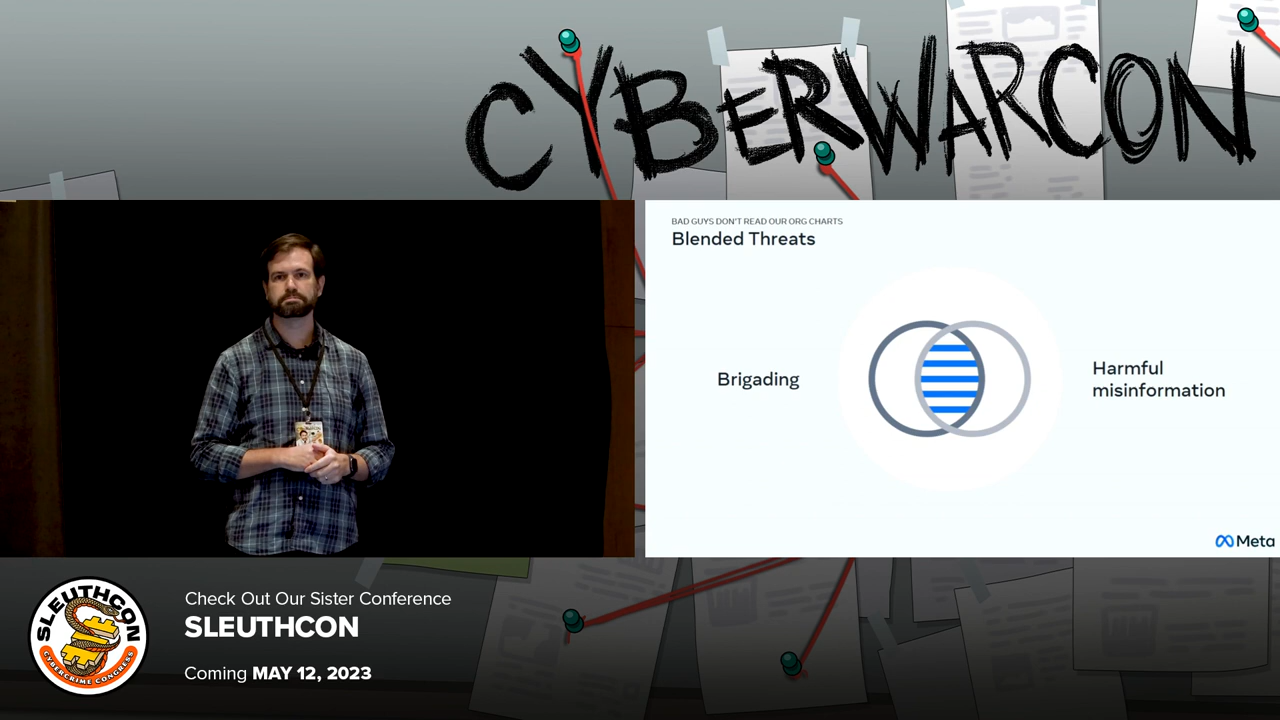 CYBERWARCON
BAD GUYS DON'T READ OUR ORG CHARTS
Blended Threats
Brigading
Harmful
misinformation
Meta
SLEUTHCON
CYBERCRIME CONGRESS
Check Out Our Sister Conference
SLEUTHCON
Coming MAY 12, 2023